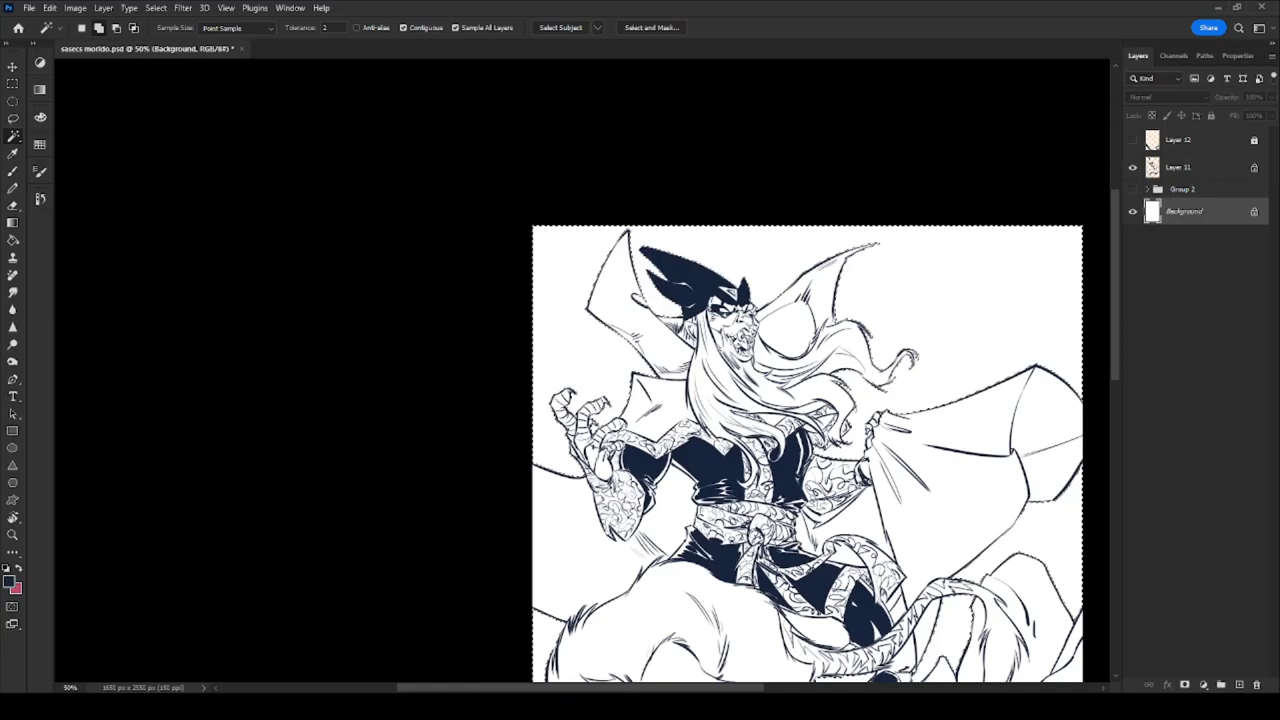 File Edit Image Layer Type Select Filter 3D View Plugins Window Help
Sample Size: Point Sample Tolerance: 2 Anti-alias Contiguous Sample All Layers Select Subject Select and Mask... Share
sasecs morido.psd @ 50% (Background, RGB/8#) *
Layers Channels Paths Properties
Kind
Normal Opacity: 100%
Lock: Fill: 100%
Layer 12
Layer 11
Group 2
Background
50% 1650 px x 2550 px (150 ppi)